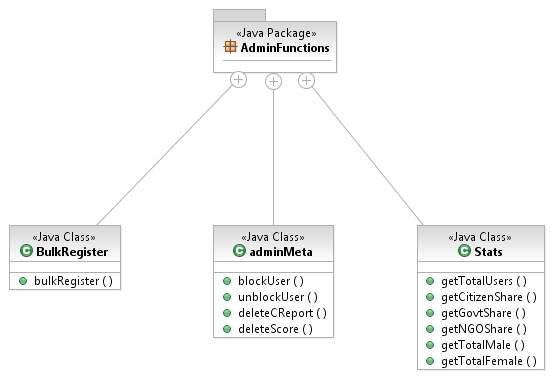 «Java Package»
AdminFunctions
«Java Class»
BulkRegister
bulkRegister ( )
«Java Class»
adminMeta
blockUser ( )
unblockUser ( )
deleteCReport ( )
deleteScore ( )
«Java Class»
Stats
getTotalUsers ( )
getCitizenShare ( )
getGovtShare ( )
getNGOShare ( )
getTotalMale ( )
getTotalFemale ( )